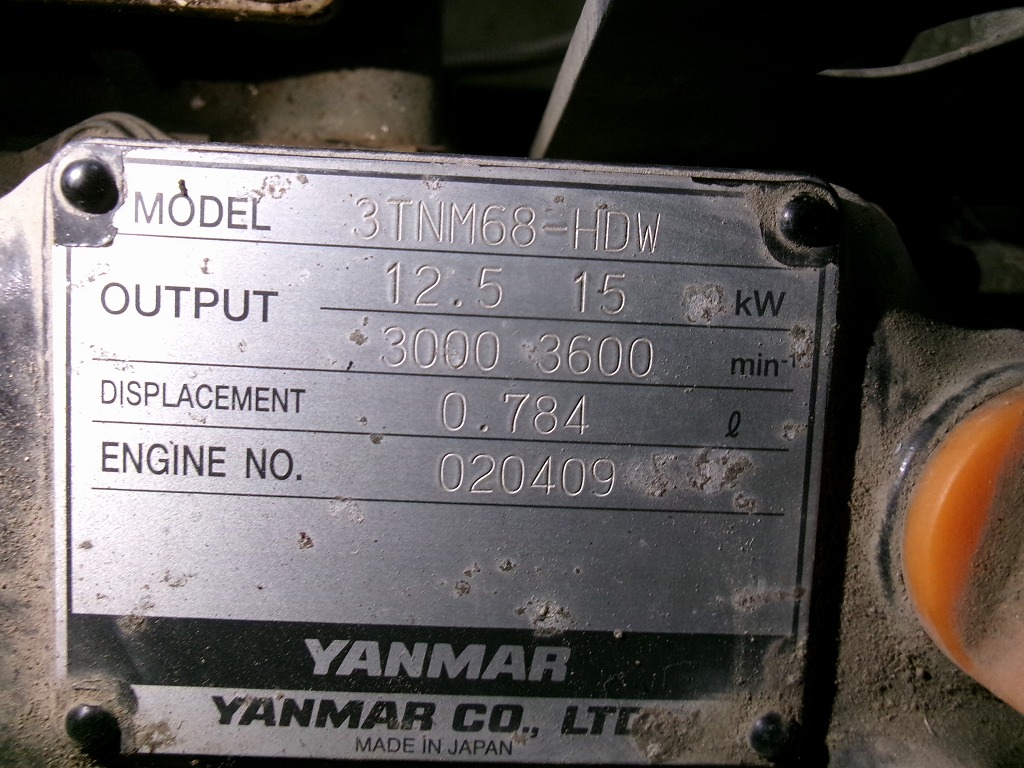 MODEL 3TNM68-HDW
OUTPUT 12.5 15 kW
3000 3600 min⁻¹
DISPLACEMENT 0.784 ℓ
ENGINE NO. 020409
YANMAR
YANMAR CO., LTD
MADE IN JAPAN